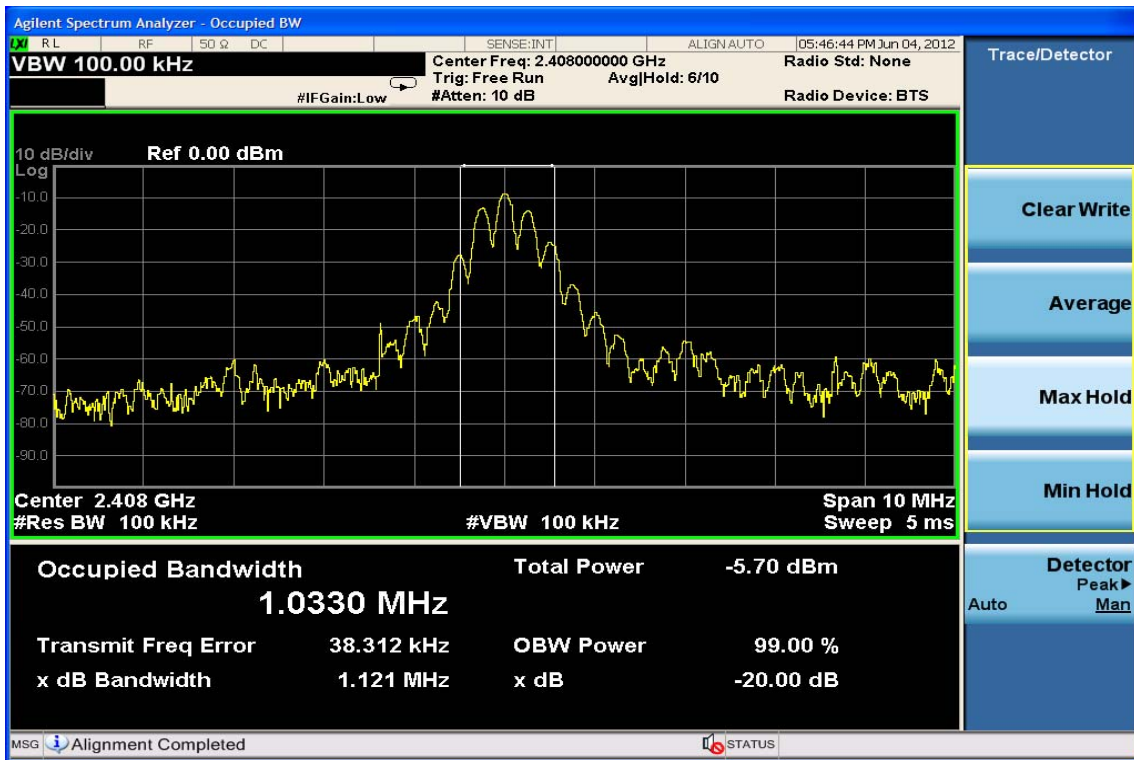 Agilent Spectrum Analyzer - Occupied BW
LXI RL RF 50 Ω DC SENSE:INT ALIGN AUTO 05:46:44 PM Jun 04, 2012
VBW 100.00 kHz
Center Freq: 2.408000000 GHz
Radio Std: None
Trig: Free Run Avg|Hold: 6/10
#IFGain:Low #Atten: 10 dB Radio Device: BTS
10 dB/div Ref 0.00 dBm
Log
-10.0
-20.0
-30.0
-40.0
-50.0
-60.0
-70.0
-80.0
-90.0
Center 2.408 GHz Span 10 MHz
#Res BW 100 kHz #VBW 100 kHz Sweep 5 ms
Occupied Bandwidth Total Power -5.70 dBm
1.0330 MHz
Transmit Freq Error 38.312 kHz OBW Power 99.00 %
x dB Bandwidth 1.121 MHz x dB -20.00 dB
MSG Alignment Completed STATUS
Trace/Detector
Clear Write
Average
Max Hold
Min Hold
Detector
Peak▶
Auto Man